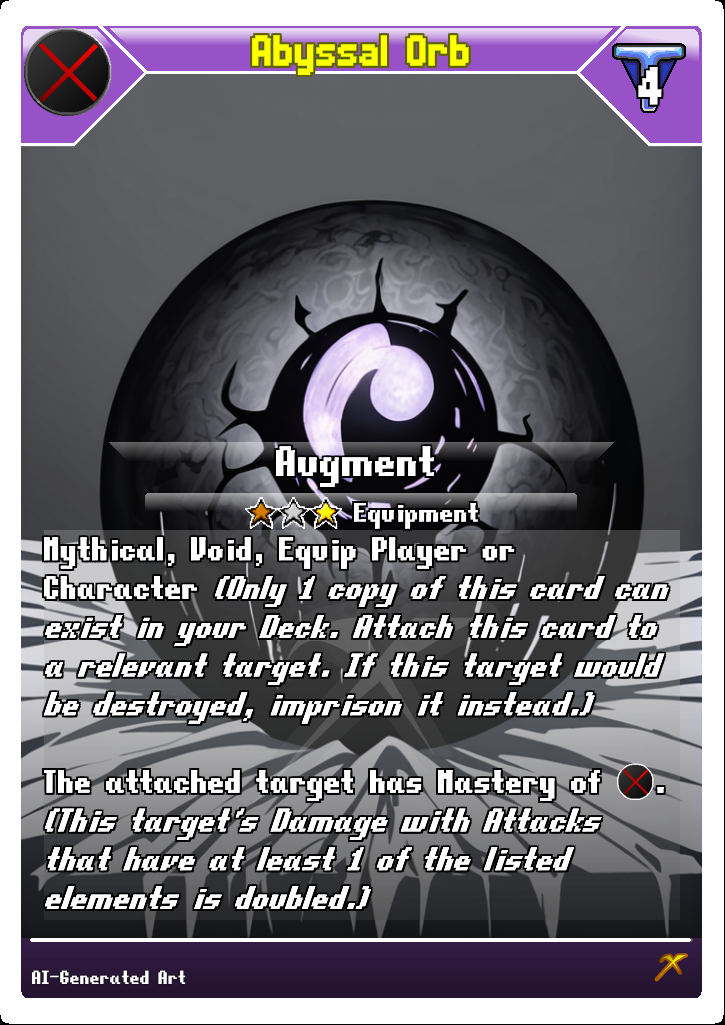 Abyssal Orb
4
Augment
Equipment
Mythical, Void, Equip Player or
Character (Only 1 copy of this card can
exist in your Deck. Attach this card to
a relevant target. If this target would
be destroyed, imprison it instead.)
The attached target has Mastery of .
(This target's Damage with Attacks
that have at least 1 of the listed
elements is doubled.)
AI-Generated Art